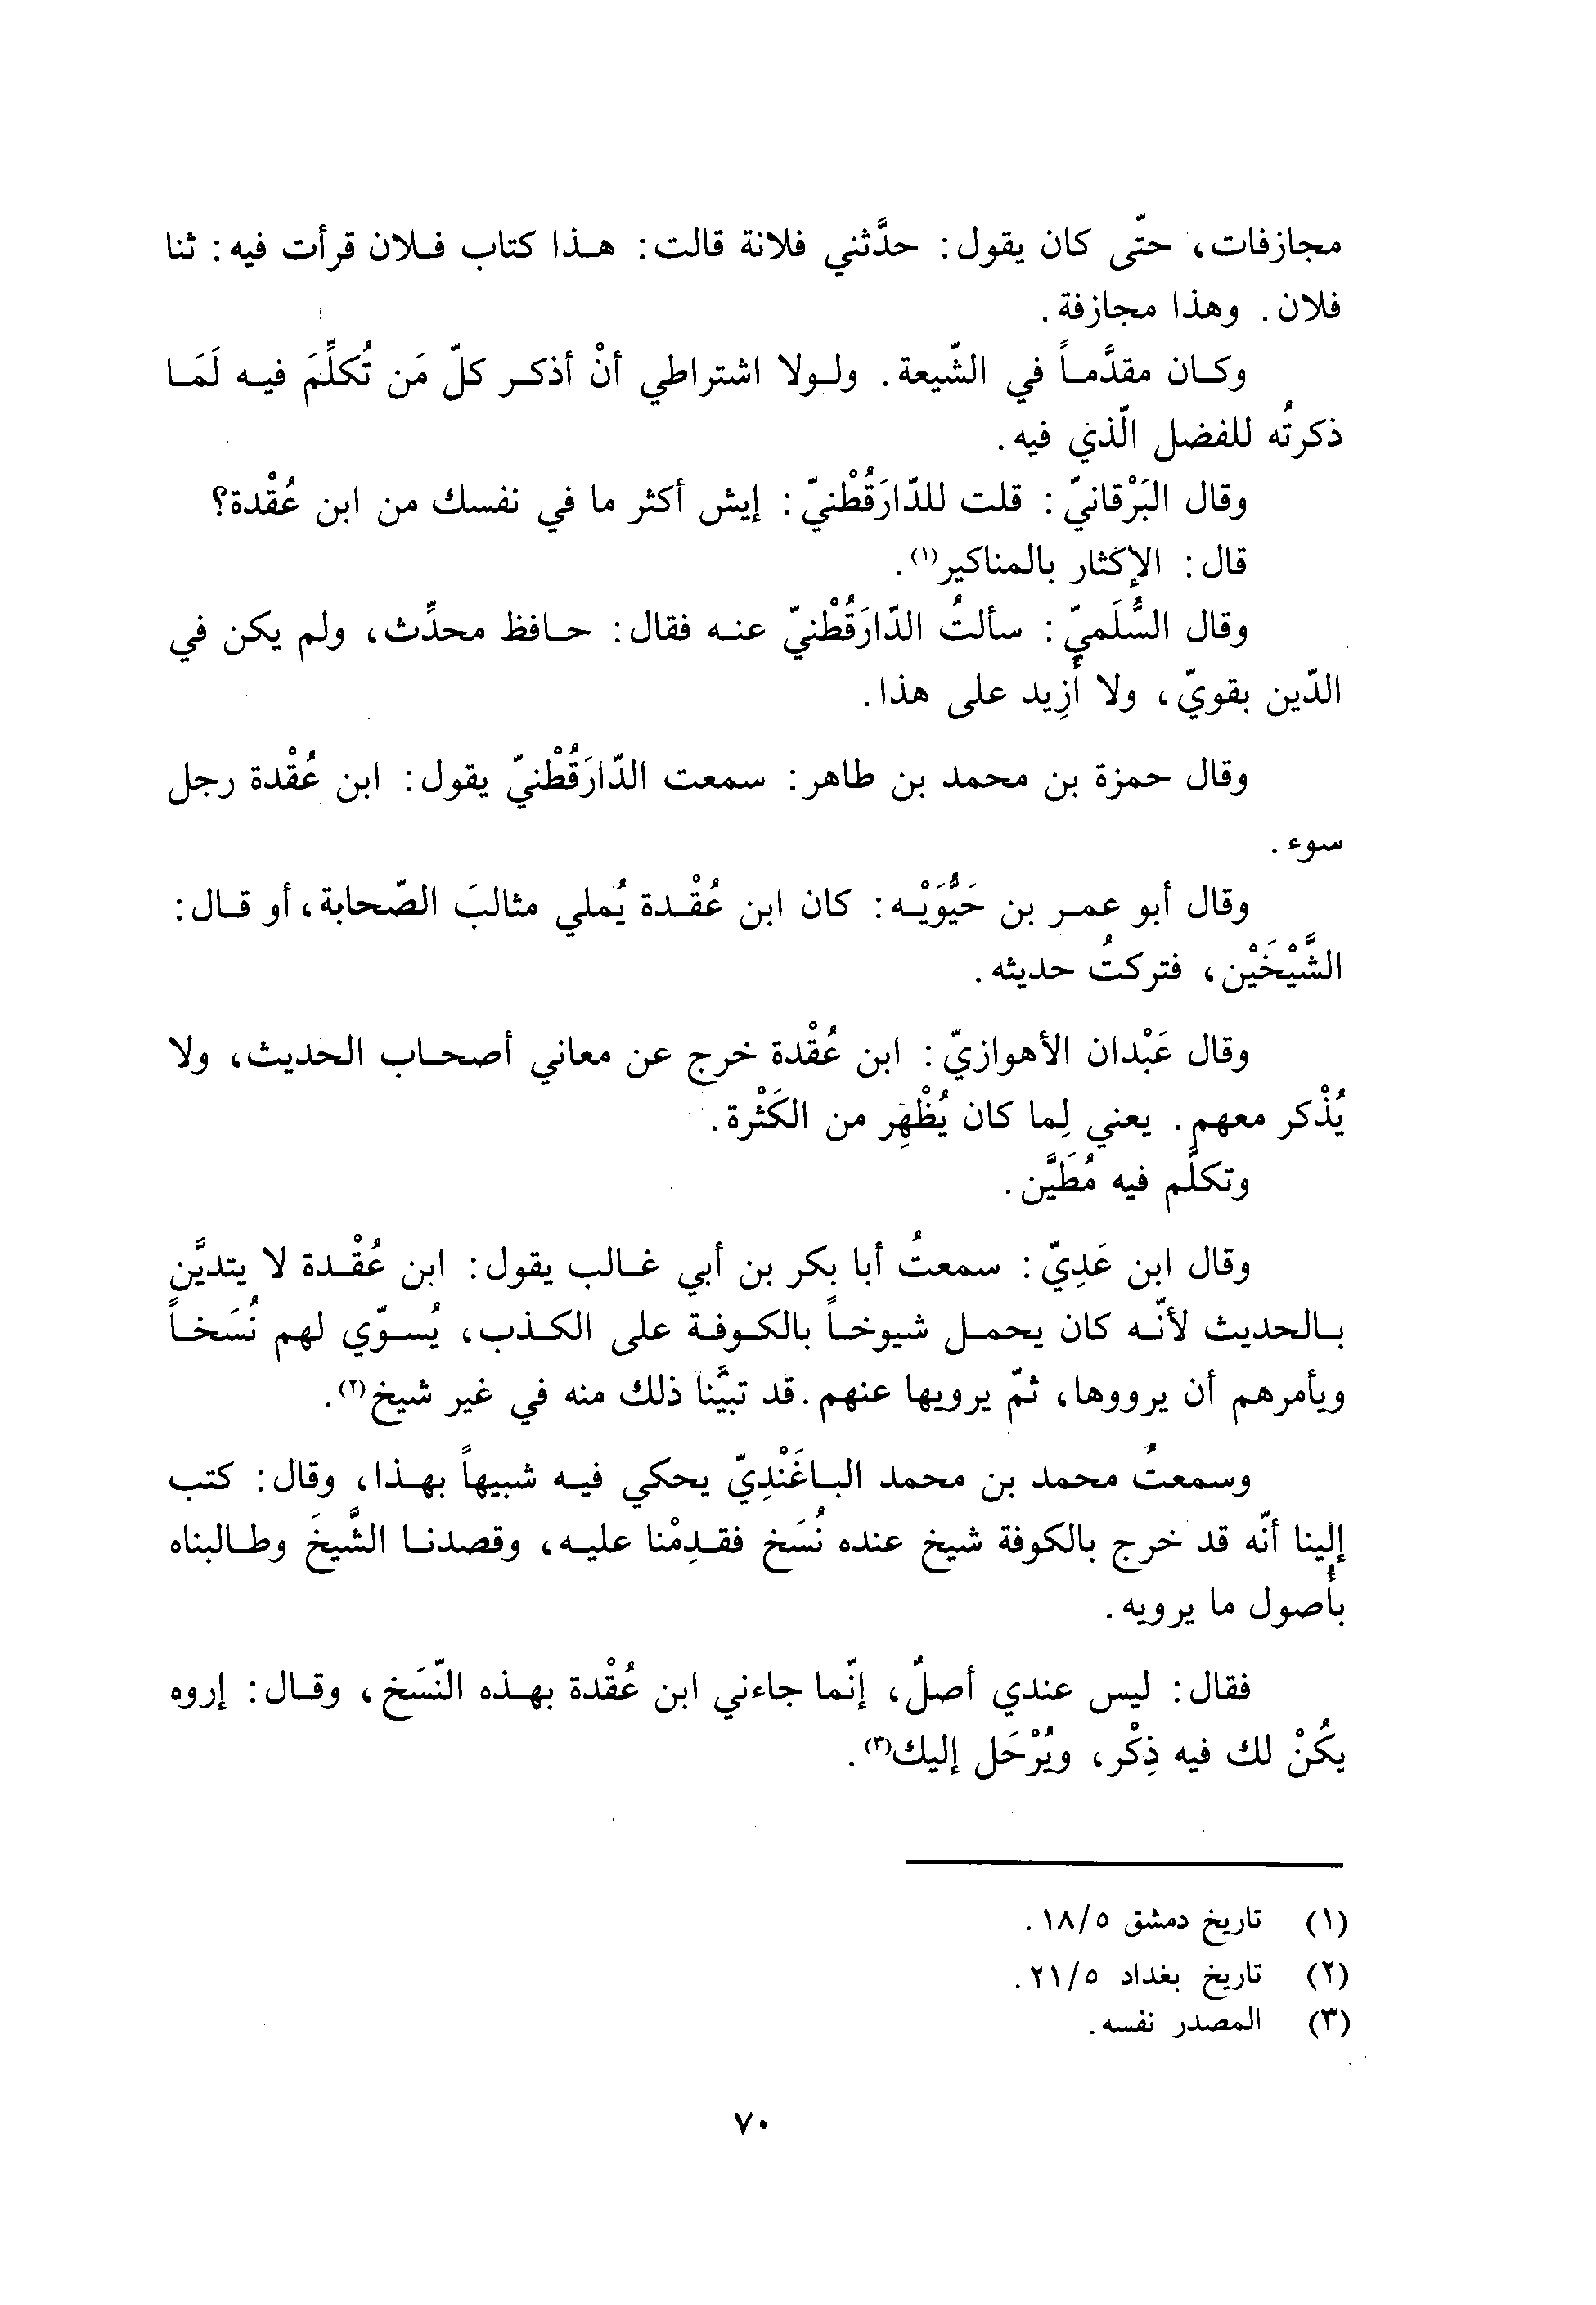 مجازفات، حتّى كان يقول: حدَّثني فلانة قالت: هـذا كتاب فـلان قرأت فيه: ثنا
فلان. وهذا مجازفة.
وكـان مقدَّمـاً في الشّيعة. ولـولا اشتراطي أنْ أذكـر كلّ مَن تُكلِّمَ فيـه لَمَـا
ذكرتُه للفضل الّذي فيه.
وقال البَرْقانيّ: قلت للدّارَقُطْنيّ: إيش أكثر ما في نفسك من ابن عُقْدة؟
قال: الإكثار بالمناكير(١).
وقال السُّلَميّ: سألتُ الدّارَقُطْنيّ عنـه فقال: حـافظ محدِّث، ولم يكن في
الدّين بقويّ، ولا أَزِيد على هذا.
وقال حمزة بن محمد بن طاهر: سمعت الدّارَقُطْنيّ يقول: ابن عُقْدة رجل
سوء.
وقال أبو عمـر بن حَيُّوَيْـه: كان ابن عُقْـدة يُملي مثالبَ الصّحابة، أو قـال:
الشَّيْخَيْن، فتركتُ حديثه.
وقال عَبْدان الأهوازيّ: ابن عُقْدة خرج عن معاني أصحـاب الحديث، ولا
يُذْكر معهم. يعني لِما كان يُظْهِر من الكَثْرة.
وتكلَّم فيه مُطَيَّن.
وقال ابن عَدِيّ: سمعتُ أبا بكر بن أبي غـالب يقول: ابن عُقْـدة لا يتديَّن
بـالحديث لأنّـه كان يحمـل شيوخـاً بالكـوفـة على الكـذب، يُسـوّي لهم نُسَخـاً
ويأمرهم أن يرووها، ثمّ يرويها عنهم. قد تبيَّنا ذلك منه في غير شيخ(٢).
وسمعتُ محمد بن محمد البـاغَنْدِيّ يحكي فيـه شبيهاً بهـذا، وقال: كتب
إلينا أنّه قد خرج بالكوفة شيخ عنده نُسَخ فقـدِمْنا عليـه، وقصدنـا الشَّيخَ وطـالبناه
بأصول ما يرويه.
فقال: ليس عندي أصلٌ، إنّما جاءني ابن عُقْدة بهـذه النّسَخ، وقـال: إروه
يكُنْ لك فيه ذِكْر، ويُرْحَل إليك(٣).
(١) تاريخ دمشق ١٨/٥.
(٢) تاريخ بغداد ٢١/٥.
(٣) المصدر نفسه.
٧٠